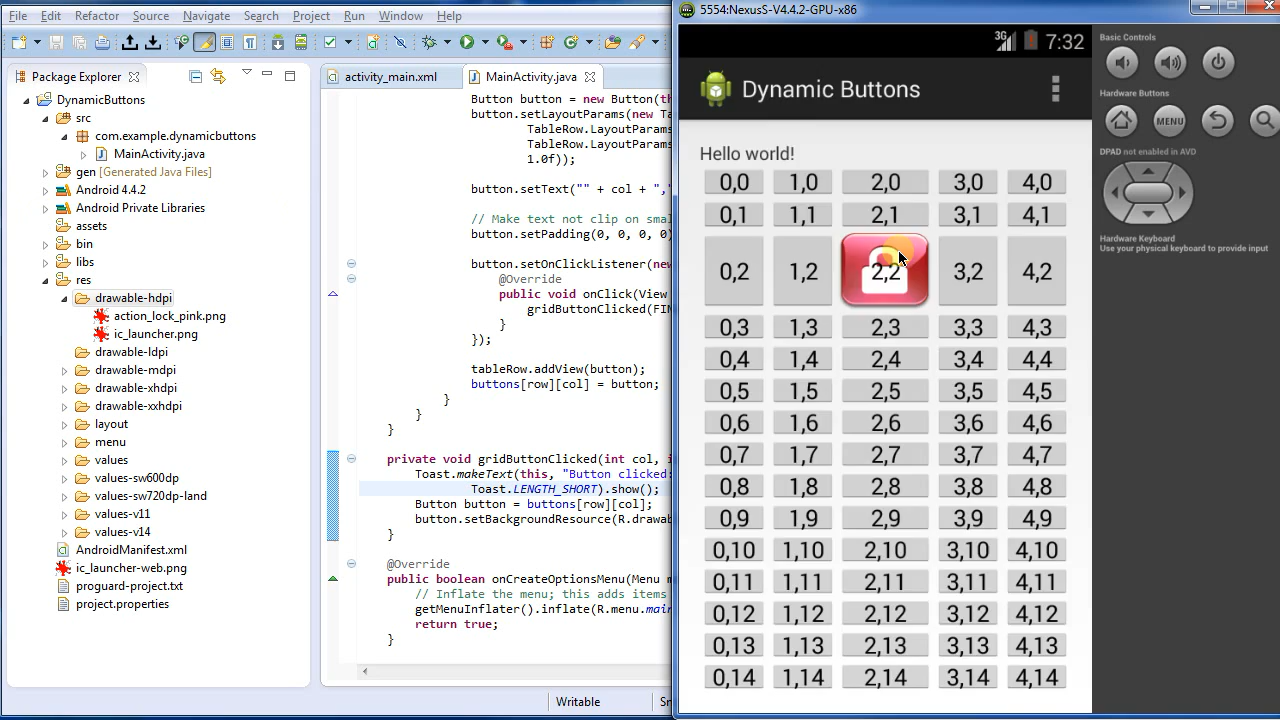 File Edit Refactor Source Navigate Search Project Run Window Help
Package Explorer
DynamicButtons
src
com.example.dynamicbuttons
MainActivity.java
gen [Generated Java Files]
Android 4.4.2
Android Private Libraries
assets
bin
libs
res
drawable-hdpi
action_lock_pink.png
ic_launcher.png
drawable-ldpi
drawable-mdpi
drawable-xhdpi
drawable-xxhdpi
layout
menu
values
values-sw600dp
values-sw720dp-land
values-v11
values-v14
AndroidManifest.xml
ic_launcher-web.png
proguard-project.txt
project.properties
activity_main.xml MainActivity.java
Button button = new Button(th
button.setLayoutParams(new Ta
TableRow.LayoutParams
TableRow.LayoutParams
1.0f));
button.setText("" + col + ","
// Make text not clip on smal
button.setPadding(0, 0, 0, 0)
button.setOnClickListener(new
@Override
public void onClick(View
gridButtonClicked(FIN
}
});
tableRow.addView(button);
buttons[row][col] = button;
}
}
}
private void gridButtonClicked(int col, i
Toast.makeText(this, "Button clicked:
Toast.LENGTH_SHORT).show();
Button button = buttons[row][col];
button.setBackgroundResource(R.drawab
}
@Override
public boolean onCreateOptionsMenu(Menu m
// Inflate the menu; this adds items
getMenuInflater().inflate(R.menu.main
return true;
}
Writable
5554:NexusS-V4.4.2-GPU-x86
3G 7:32
Dynamic Buttons
Hello world!
0,0 1,0 2,0 3,0 4,0
0,1 1,1 2,1 3,1 4,1
0,2 1,2 2,2 3,2 4,2
0,3 1,3 2,3 3,3 4,3
0,4 1,4 2,4 3,4 4,4
0,5 1,5 2,5 3,5 4,5
0,6 1,6 2,6 3,6 4,6
0,7 1,7 2,7 3,7 4,7
0,8 1,8 2,8 3,8 4,8
0,9 1,9 2,9 3,9 4,9
0,10 1,10 2,10 3,10 4,10
0,11 1,11 2,11 3,11 4,11
0,12 1,12 2,12 3,12 4,12
0,13 1,13 2,13 3,13 4,13
0,14 1,14 2,14 3,14 4,14
Basic Controls
Hardware Buttons
MENU
DPAD not enabled in AVD
Hardware Keyboard
Use your physical keyboard to provide input